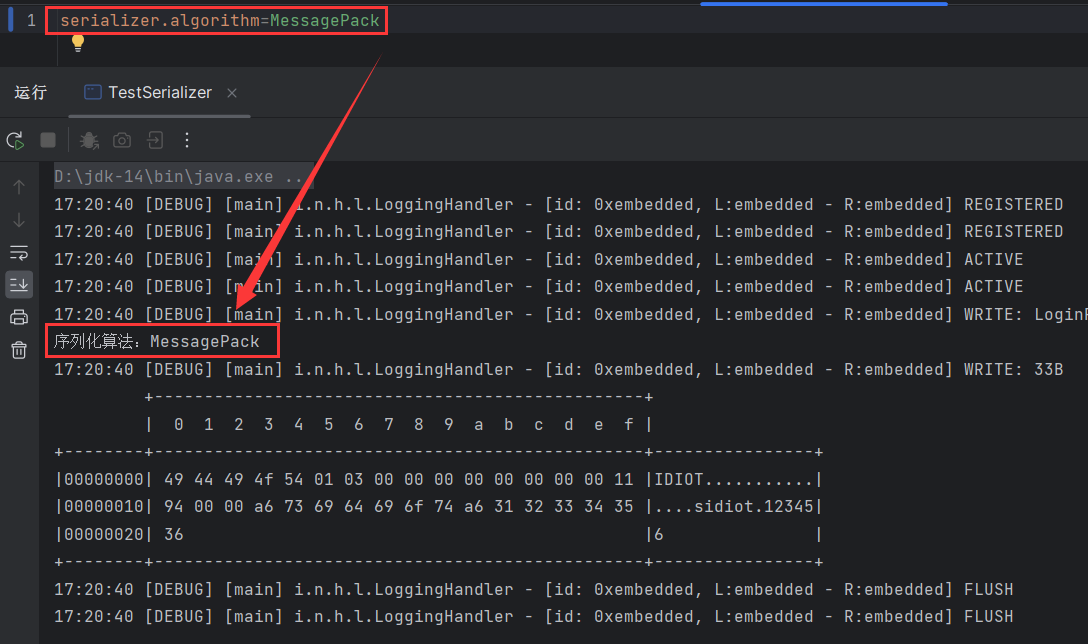 1 serializer.algorithm=MessagePack
运行 TestSerializer ×
D:\jdk-14\bin\java.exe ...
17:20:40 [DEBUG] [main] i.n.h.l.LoggingHandler - [id: 0xembedded, L:embedded - R:embedded] REGISTERED
17:20:40 [DEBUG] [main] i.n.h.l.LoggingHandler - [id: 0xembedded, L:embedded - R:embedded] REGISTERED
17:20:40 [DEBUG] [main] i.n.h.l.LoggingHandler - [id: 0xembedded, L:embedded - R:embedded] ACTIVE
17:20:40 [DEBUG] [main] i.n.h.l.LoggingHandler - [id: 0xembedded, L:embedded - R:embedded] ACTIVE
17:20:40 [DEBUG] [main] i.n.h.l.LoggingHandler - [id: 0xembedded, L:embedded - R:embedded] WRITE: LoginR
序列化算法：MessagePack
17:20:40 [DEBUG] [main] i.n.h.l.LoggingHandler - [id: 0xembedded, L:embedded - R:embedded] WRITE: 33B
         +-------------------------------------------------+
         |  0  1  2  3  4  5  6  7  8  9  a  b  c  d  e  f |
+--------+-------------------------------------------------+----------------+
|00000000| 49 44 49 4f 54 01 03 00 00 00 00 00 00 00 00 11 |IDIOT...........|
|00000010| 94 00 00 a6 73 69 64 69 6f 74 a6 31 32 33 34 35 |....sidiot.12345|
|00000020| 36                                              |6               |
+--------+-------------------------------------------------+----------------+
17:20:40 [DEBUG] [main] i.n.h.l.LoggingHandler - [id: 0xembedded, L:embedded - R:embedded] FLUSH
17:20:40 [DEBUG] [main] i.n.h.l.LoggingHandler - [id: 0xembedded, L:embedded - R:embedded] FLUSH